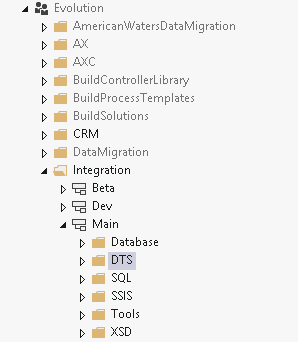 Evolution
AmericanWatersDataMigration
AX
AXC
BuildControllerLibrary
BuildProcessTemplates
BuildSolutions
CRM
DataMigration
Integration
Beta
Dev
Main
Database
DTS
SQL
SSIS
Tools
XSD